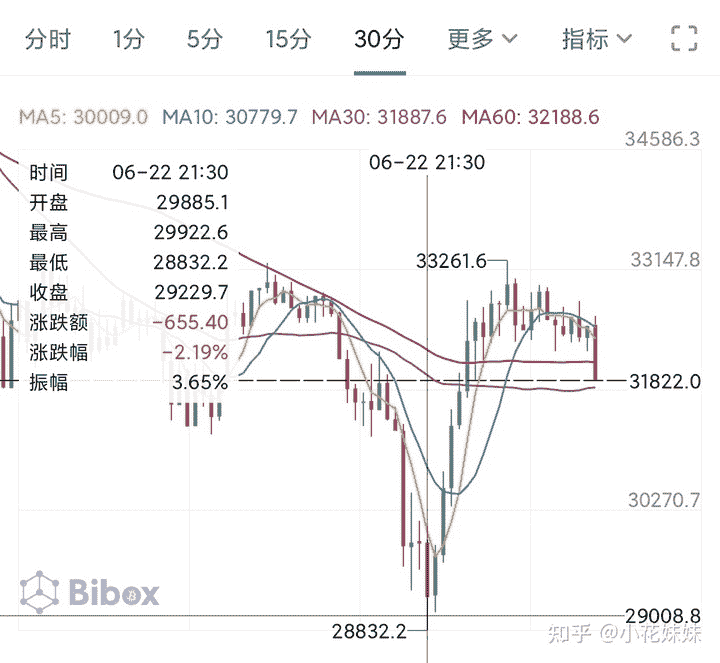 分时 1分 5分 15分 30分 更多 指标
MA5: 30009.0 MA10: 30779.7 MA30: 31887.6 MA60: 32188.6
34586.3
06-22 21:30
时间 06-22 21:30
开盘 29885.1
最高 29922.6
最低 28832.2
收盘 29229.7
涨跌额 -655.40
涨跌幅 -2.19%
振幅 3.65%
33261.6
33147.8
31822.0
30270.7
Bibox
29008.8
28832.2
知乎 @小花妹妹